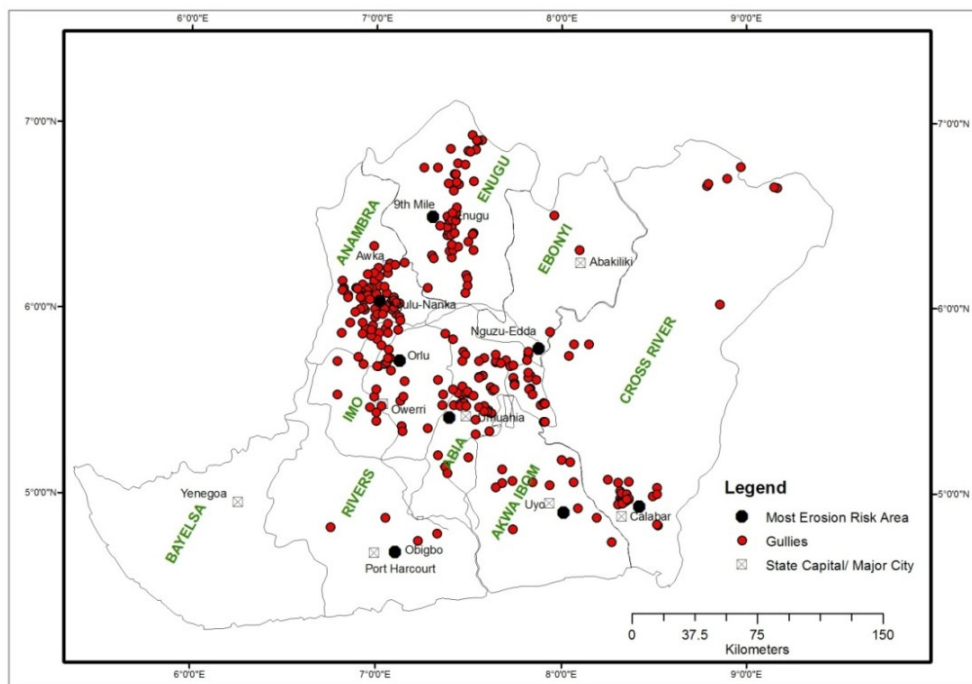 6°0'0"E 7°0'0"E 8°0'0"E 9°0'0"E
7°0'0"N
7°0'0"N
ENUGU
9th Mile
Enugu
ANAMBRA
EBONYI
Awka
Abakiliki
6°0'0"N
6°0'0"N
ulu-Nanka
Nguzu-Edda
Orlu
CROSS RIVER
IMO
Owerri
Umuahia
ABIA
5°0'0"N
5°0'0"N
Yenegoa
RIVERS
AKWA IBOM
Uyo
Calabar
BAYELSA
Obigbo
Port Harcourt
Legend
Most Erosion Risk Area
Gullies
State Capital/ Major City
0 37.5 75 150
Kilometers
6°0'0"E 7°0'0"E 8°0'0"E 9°0'0"E